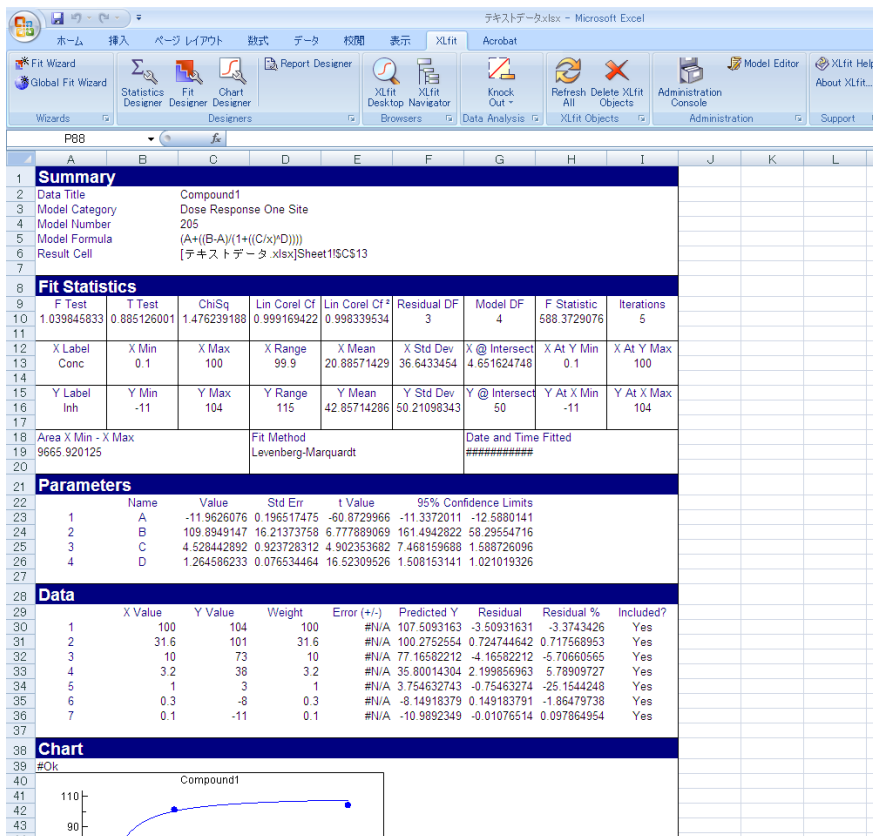 テキストデータ.xlsx - Microsoft Excel
ホーム 挿入 ページ レイアウト 数式 データ 校閲 表示 XLfit Acrobat
Fit Wizard
Global Fit Wizard
Statistics Designer
Fit Designer
Chart Designer
Report Designer
XLfit Desktop
XLfit Navigator
Knock Out
Refresh All
Delete XLfit Objects
Administration Console
Model Editor
XLfit Help
About XLfit...
Wizards Designers Browsers Data Analysis XLfit Objects Administration Support
P88 fx
A B C D E F G H I J K L
1 Summary
2 Data Title Compound1
3 Model Category Dose Response One Site
4 Model Number 205
5 Model Formula (A+((B-A)/(1+((C/x)^D))))
6 Result Cell [テキストデータ.xlsx]Sheet1!$C$13
7
8 Fit Statistics
9 F Test T Test ChiSq Lin Corel Cf Lin Corel Cf ² Residual DF Model DF F Statistic Iterations
10 1.039845833 0.885126001 1.476239188 0.999169422 0.998339534 3 4 588.3729076 5
11
12 X Label X Min X Max X Range X Mean X Std Dev X @ Intersect X At Y Min X At Y Max
13 Conc 0.1 100 99.9 20.88571429 36.6433454 4.651624748 0.1 100
14
15 Y Label Y Min Y Max Y Range Y Mean Y Std Dev Y @ Intersect Y At X Min Y At X Max
16 Inh -11 104 115 42.85714286 50.21098343 50 -11 104
17
18 Area X Min - X Max Fit Method Date and Time Fitted
19 9665.920125 Levenberg-Marquardt ###########
20
21 Parameters
22 Name Value Std Err t Value 95% Confidence Limits
23 1 A -11.9626076 0.196517475 -60.8729966 -11.3372011 -12.5880141
24 2 B 109.8949147 16.21373758 6.777889069 161.4942822 58.29554716
25 3 C 4.528442892 0.923728312 4.902353682 7.468159688 1.588726096
26 4 D 1.264586233 0.076534464 16.52309526 1.508153141 1.021019326
27
28 Data
29 X Value Y Value Weight Error (+/-) Predicted Y Residual Residual % Included?
30 1 100 104 100 #N/A 107.5093163 -3.50931631 -3.3743426 Yes
31 2 31.6 101 31.6 #N/A 100.2752554 0.724744642 0.717568953 Yes
32 3 10 73 10 #N/A 77.16582212 -4.16582212 -5.70660565 Yes
33 4 3.2 38 3.2 #N/A 35.80014304 2.199856963 5.78909727 Yes
34 5 1 3 1 #N/A 3.754632743 -0.75463274 -25.1544248 Yes
35 6 0.3 -8 0.3 #N/A -8.14918379 0.149183791 -1.86479738 Yes
36 7 0.1 -11 0.1 #N/A -10.9892349 -0.01076514 0.097864954 Yes
37
38 Chart
39 #Ok
40 Compound1
41 110
42
43 90